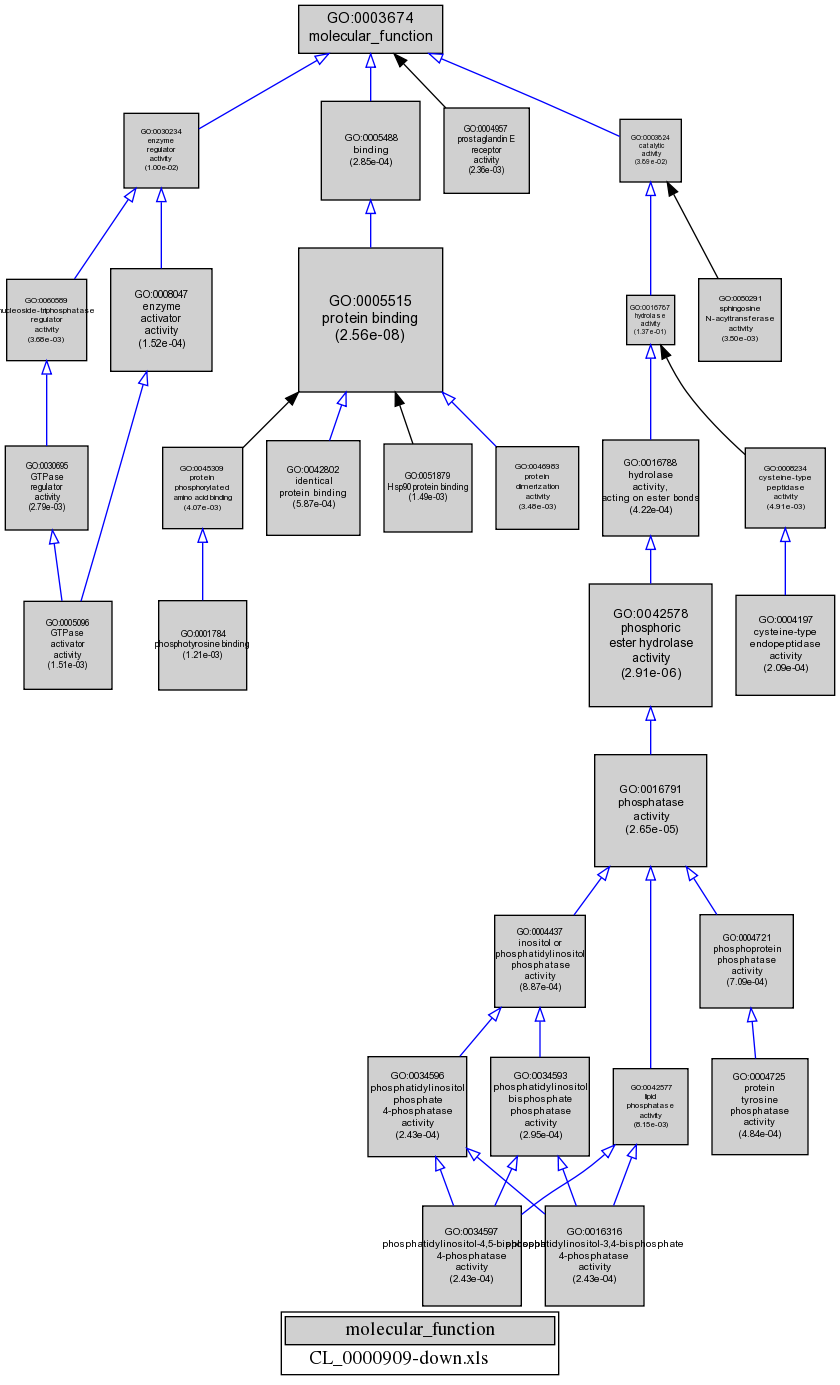 GO:0003674
molecular_function
GO:0030234
enzyme
regulator
activity
(1.00e-02)
GO:0005488
binding
(2.85e-04)
GO:0004957
prostaglandin E
receptor
activity
(2.36e-03)
GO:0003824
catalytic
activity
(3.69e-02)
GO:0060589
nucleoside-triphosphatase
regulator
activity
(3.68e-03)
GO:0008047
enzyme
activator
activity
(1.52e-04)
GO:0005515
protein binding
(2.56e-08)
GO:0016787
hydrolase
activity
(1.37e-01)
GO:0050291
sphingosine
N-acyltransferase
activity
(3.50e-03)
GO:0030695
GTPase
regulator
activity
(2.79e-03)
GO:0045309
protein
phosphorylated
amino acid binding
(4.07e-03)
GO:0042802
identical
protein binding
(5.87e-04)
GO:0051879
Hsp90 protein binding
(1.49e-03)
GO:0046983
protein
dimerization
activity
(3.48e-03)
GO:0016788
hydrolase
activity,
acting on ester bonds
(4.22e-04)
GO:0008234
cysteine-type
peptidase
activity
(4.91e-03)
GO:0005096
GTPase
activator
activity
(1.51e-03)
GO:0001784
phosphotyrosine binding
(1.21e-03)
GO:0042578
phosphoric
ester hydrolase
activity
(2.91e-06)
GO:0004197
cysteine-type
endopeptidase
activity
(2.09e-04)
GO:0016791
phosphatase
activity
(2.65e-05)
GO:0004437
inositol or
phosphatidylinositol
phosphatase
activity
(8.87e-04)
GO:0004721
phosphoprotein
phosphatase
activity
(7.09e-04)
GO:0034596
phosphatidylinositol
phosphate
4-phosphatase
activity
(2.43e-04)
GO:0034593
phosphatidylinositol
bisphosphate
phosphatase
activity
(2.95e-04)
GO:0042577
lipid
phosphatase
activity
(6.15e-03)
GO:0004725
protein
tyrosine
phosphatase
activity
(4.84e-04)
GO:0034597
phosphatidylinositol-4,5-bisphosphate
4-phosphatase
activity
(2.43e-04)
GO:0016316
phosphatidylinositol-3,4-bisphosphate
4-phosphatase
activity
(2.43e-04)
molecular_function
CL_0000909-down.xls